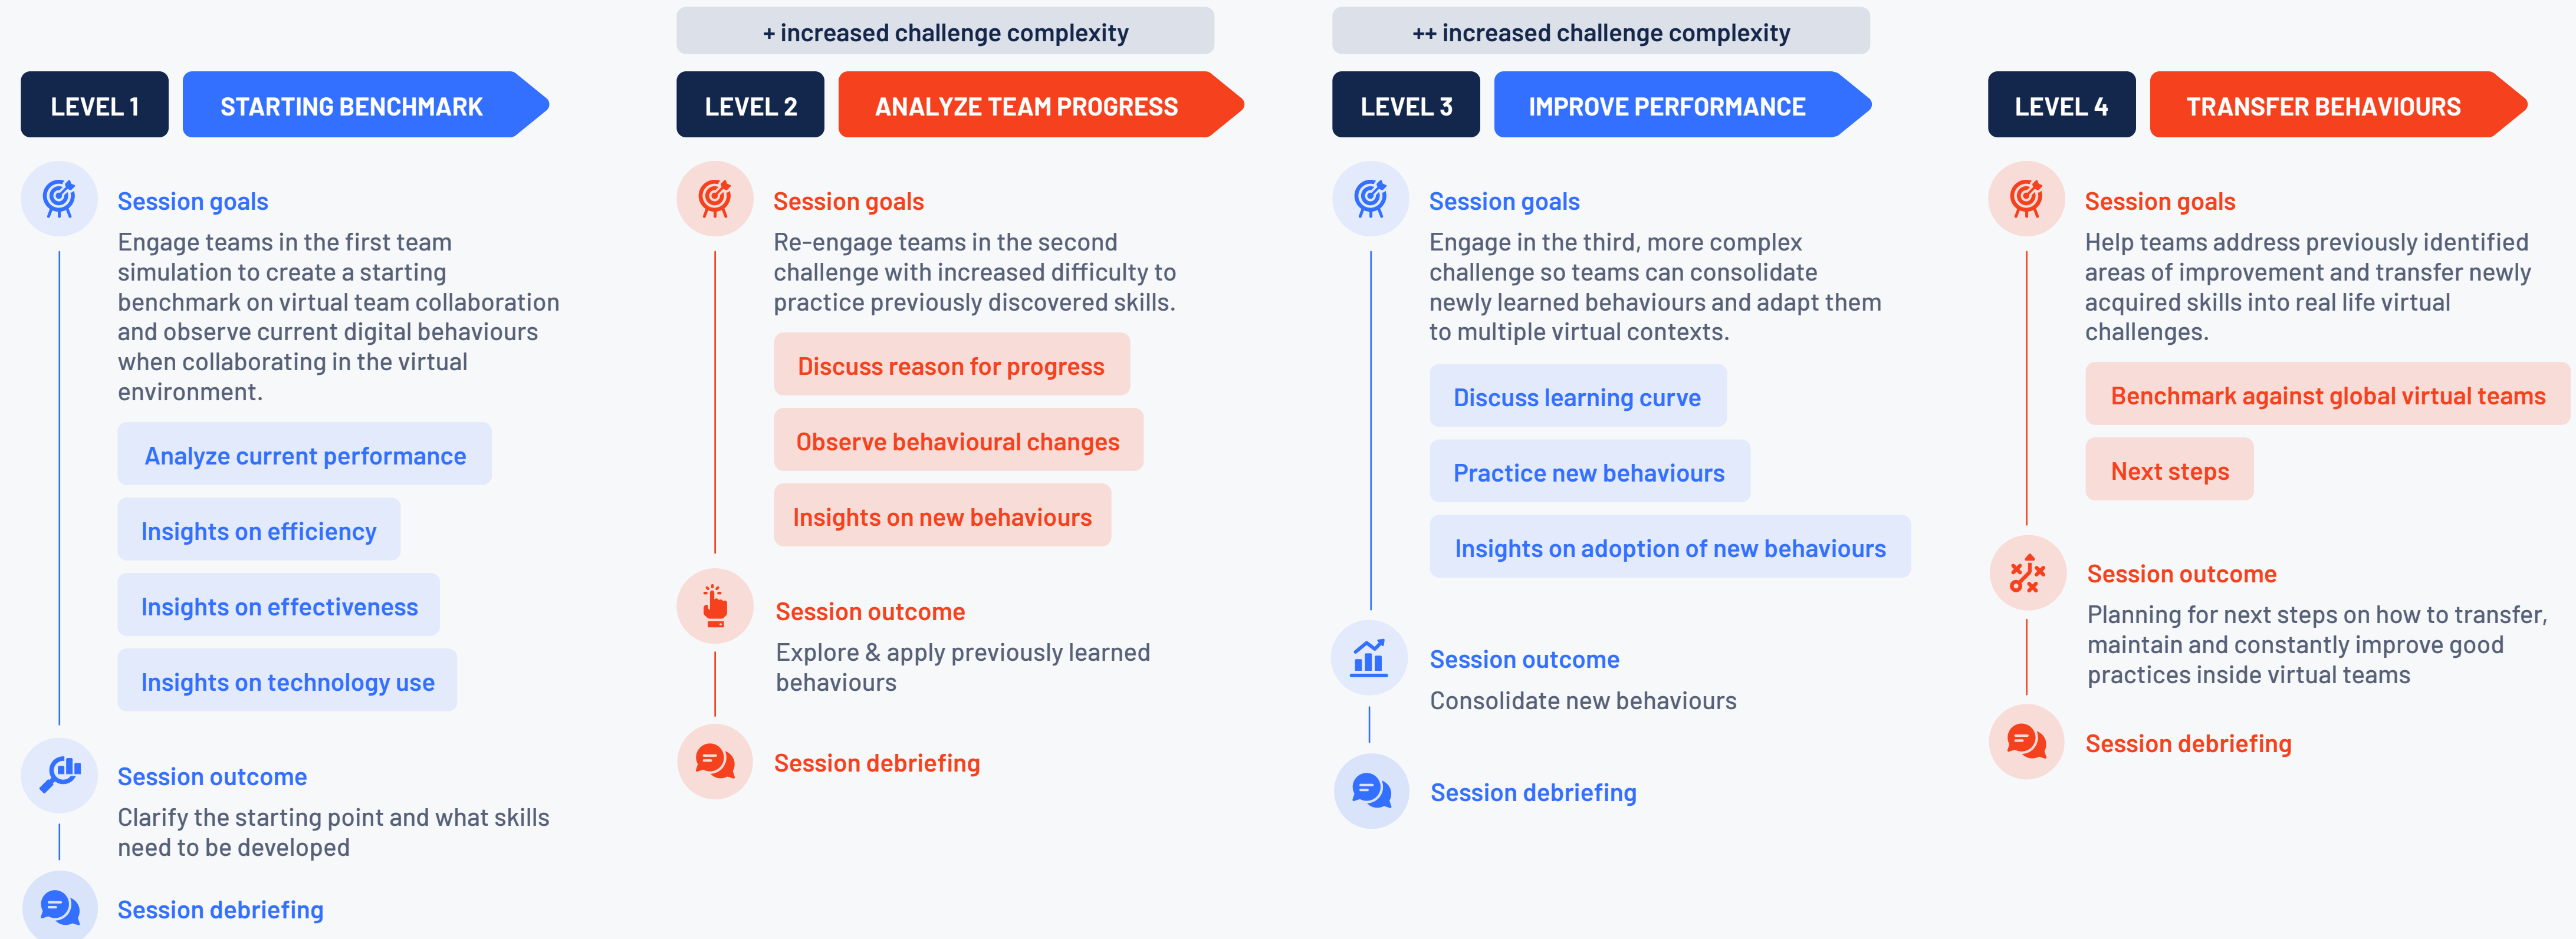 LEVEL 1
STARTING BENCHMARK
Session goals
Engage teams in the first team
simulation to create a starting
benchmark on virtual team collaboration
and observe current digital behaviours
when collaborating in the virtual
environment.
Analyze current performance
Insights on efficiency
Insights on effectiveness
Insights on technology use
Session outcome
Clarify the starting point and what skills
need to be developed
Session debriefing
+ increased challenge complexity
LEVEL 2
ANALYZE TEAM PROGRESS
Session goals
Re-engage teams in the second
challenge with increased difficulty to
practice previously discovered skills.
Discuss reason for progress
Observe behavioural changes
Insights on new behaviours
Session outcome
Explore & apply previously learned
behaviours
Session debriefing
++ increased challenge complexity
LEVEL 3
IMPROVE PERFORMANCE
Session goals
Engage in the third, more complex
challenge so teams can consolidate
newly learned behaviours and adapt them
to multiple virtual contexts.
Discuss learning curve
Practice new behaviours
Insights on adoption of new behaviours
Session outcome
Consolidate new behaviours
Session debriefing
LEVEL 4
TRANSFER BEHAVIOURS
Session goals
Help teams address previously identified
areas of improvement and transfer newly
acquired skills into real life virtual
challenges.
Benchmark against global virtual teams
Next steps
Session outcome
Planning for next steps on how to transfer,
maintain and constantly improve good
practices inside virtual teams
Session debriefing